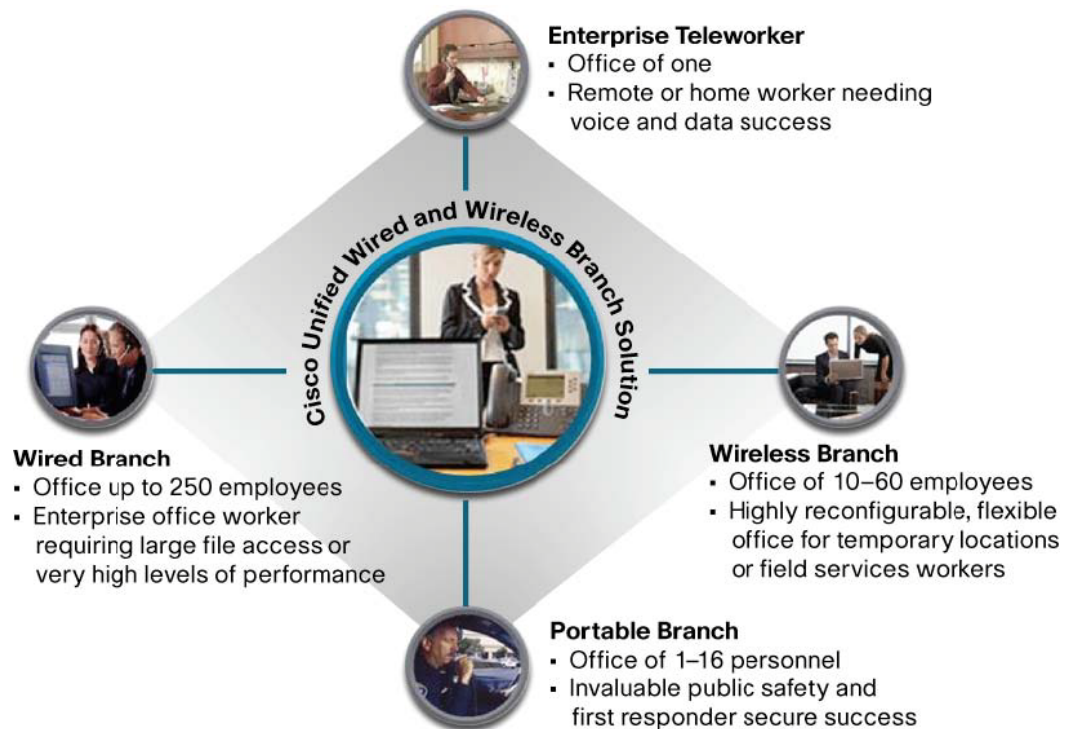 Enterprise Teleworker
▪ Office of one
▪ Remote or home worker needing
voice and data success
Cisco Unified Wired and Wireless Branch Solution
Wired Branch
▪ Office up to 250 employees
▪ Enterprise office worker
requiring large file access or
very high levels of performance
Wireless Branch
▪ Office of 10–60 employees
▪ Highly reconfigurable, flexible
office for temporary locations
or field services workers
Portable Branch
▪ Office of 1–16 personnel
▪ Invaluable public safety and
first responder secure success